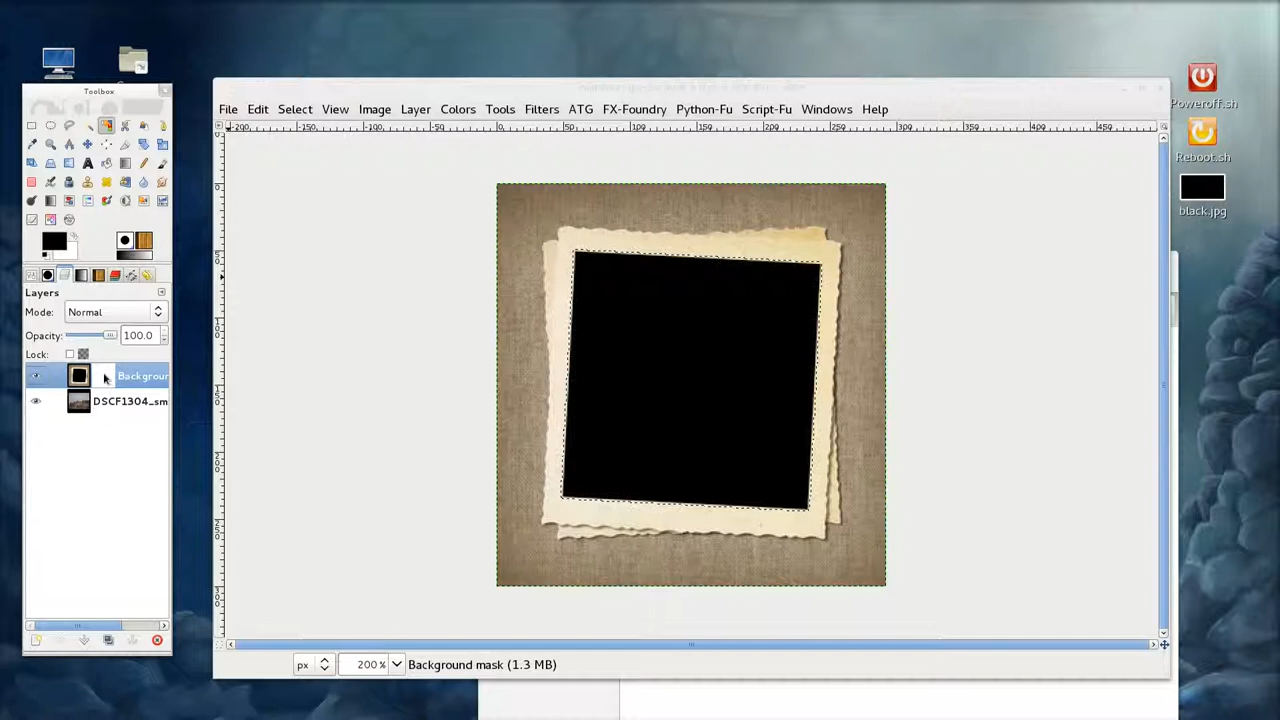 Toolbox
File Edit Select View Image Layer Colors Tools Filters ATG FX-Foundry Python-Fu Script-Fu Windows Help
Poweroff.sh
Reboot.sh
black.jpg
Layers
Mode: Normal
Opacity: 100.0
Lock:
Backgroun
DSCF1304_sm
px 200% Background mask (1.3 MB)